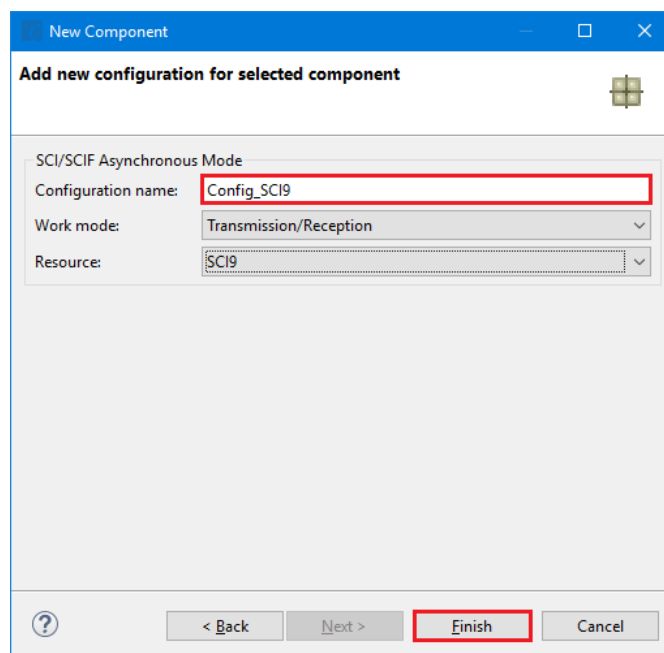 New Component
Add new configuration for selected component
SCI/SCIF Asynchronous Mode
Configuration name: Config_SCI9
Work mode: Transmission/Reception
Resource: SCI9
? < Back Next > Finish Cancel